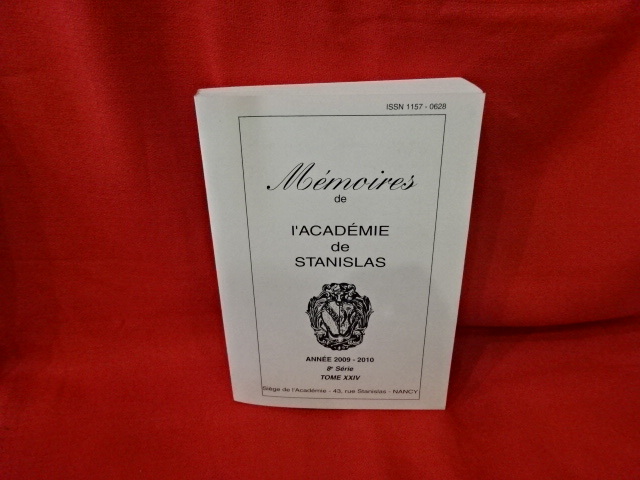 ISSN 1157 - 0628
Mémoires
de
l'ACADÉMIE
de
STANISLAS
ANNÉE 2009 - 2010
8e Série
TOME XXIV
Siège de l'Académie - 43, rue Stanislas - NANCY